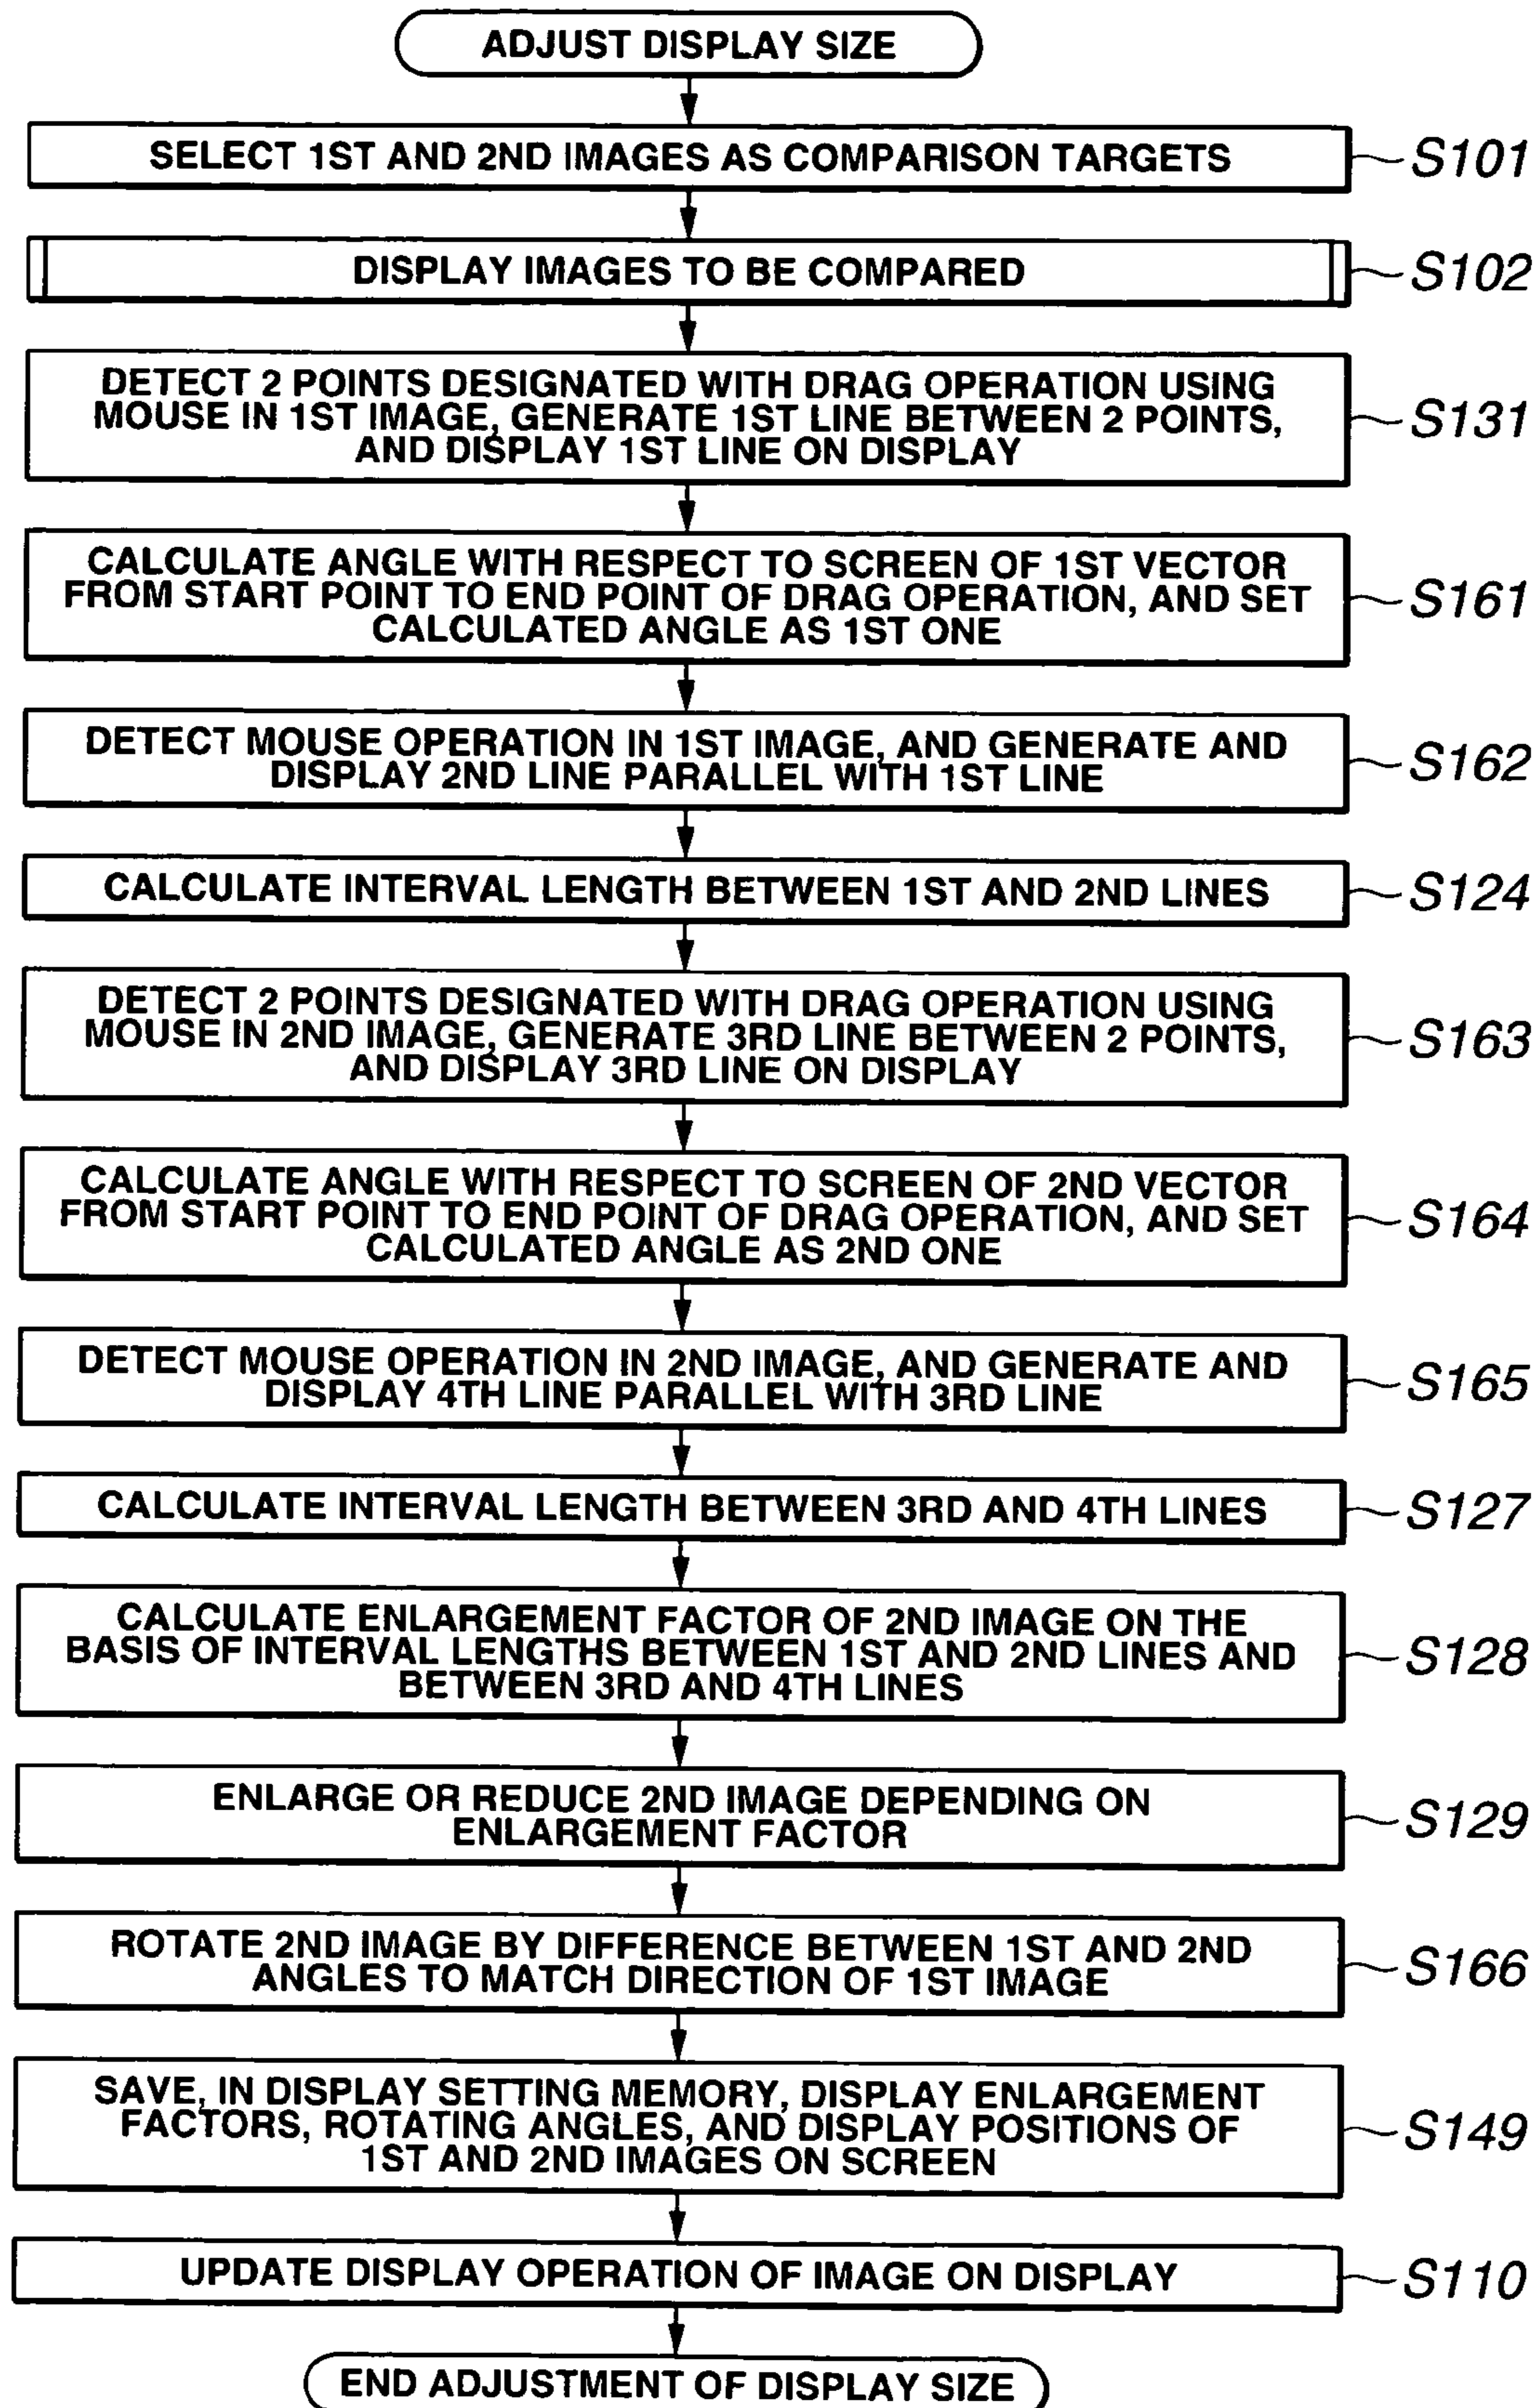 ADJUST DISPLAY SIZE
SELECT 1ST AND 2ND IMAGES AS COMPARISON TARGETS
S101
DISPLAY IMAGES TO BE COMPARED
S102
DETECT 2 POINTS DESIGNATED WITH DRAG OPERATION USING
MOUSE IN 1ST IMAGE, GENERATE 1ST LINE BETWEEN 2 POINTS,
AND DISPLAY 1ST LINE ON DISPLAY
S131
CALCULATE ANGLE WITH RESPECT TO SCREEN OF 1ST VECTOR
FROM START POINT TO END POINT OF DRAG OPERATION, AND SET
CALCULATED ANGLE AS 1ST ONE
S161
DETECT MOUSE OPERATION IN 1ST IMAGE, AND GENERATE AND
DISPLAY 2ND LINE PARALLEL WITH 1ST LINE
S162
CALCULATE INTERVAL LENGTH BETWEEN 1ST AND 2ND LINES
S124
DETECT 2 POINTS DESIGNATED WITH DRAG OPERATION USING
MOUSE IN 2ND IMAGE, GENERATE 3RD LINE BETWEEN 2 POINTS,
AND DISPLAY 3RD LINE ON DISPLAY
S163
CALCULATE ANGLE WITH RESPECT TO SCREEN OF 2ND VECTOR
FROM START POINT TO END POINT OF DRAG OPERATION, AND SET
CALCULATED ANGLE AS 2ND ONE
S164
DETECT MOUSE OPERATION IN 2ND IMAGE, AND GENERATE AND
DISPLAY 4TH LINE PARALLEL WITH 3RD LINE
S165
CALCULATE INTERVAL LENGTH BETWEEN 3RD AND 4TH LINES
S127
CALCULATE ENLARGEMENT FACTOR OF 2ND IMAGE ON THE
BASIS OF INTERVAL LENGTHS BETWEEN 1ST AND 2ND LINES AND
BETWEEN 3RD AND 4TH LINES
S128
ENLARGE OR REDUCE 2ND IMAGE DEPENDING ON
ENLARGEMENT FACTOR
S129
ROTATE 2ND IMAGE BY DIFFERENCE BETWEEN 1ST AND 2ND
ANGLES TO MATCH DIRECTION OF 1ST IMAGE
S166
SAVE, IN DISPLAY SETTING MEMORY, DISPLAY ENLARGEMENT
FACTORS, ROTATING ANGLES, AND DISPLAY POSITIONS OF
1ST AND 2ND IMAGES ON SCREEN
S149
UPDATE DISPLAY OPERATION OF IMAGE ON DISPLAY
S110
END ADJUSTMENT OF DISPLAY SIZE